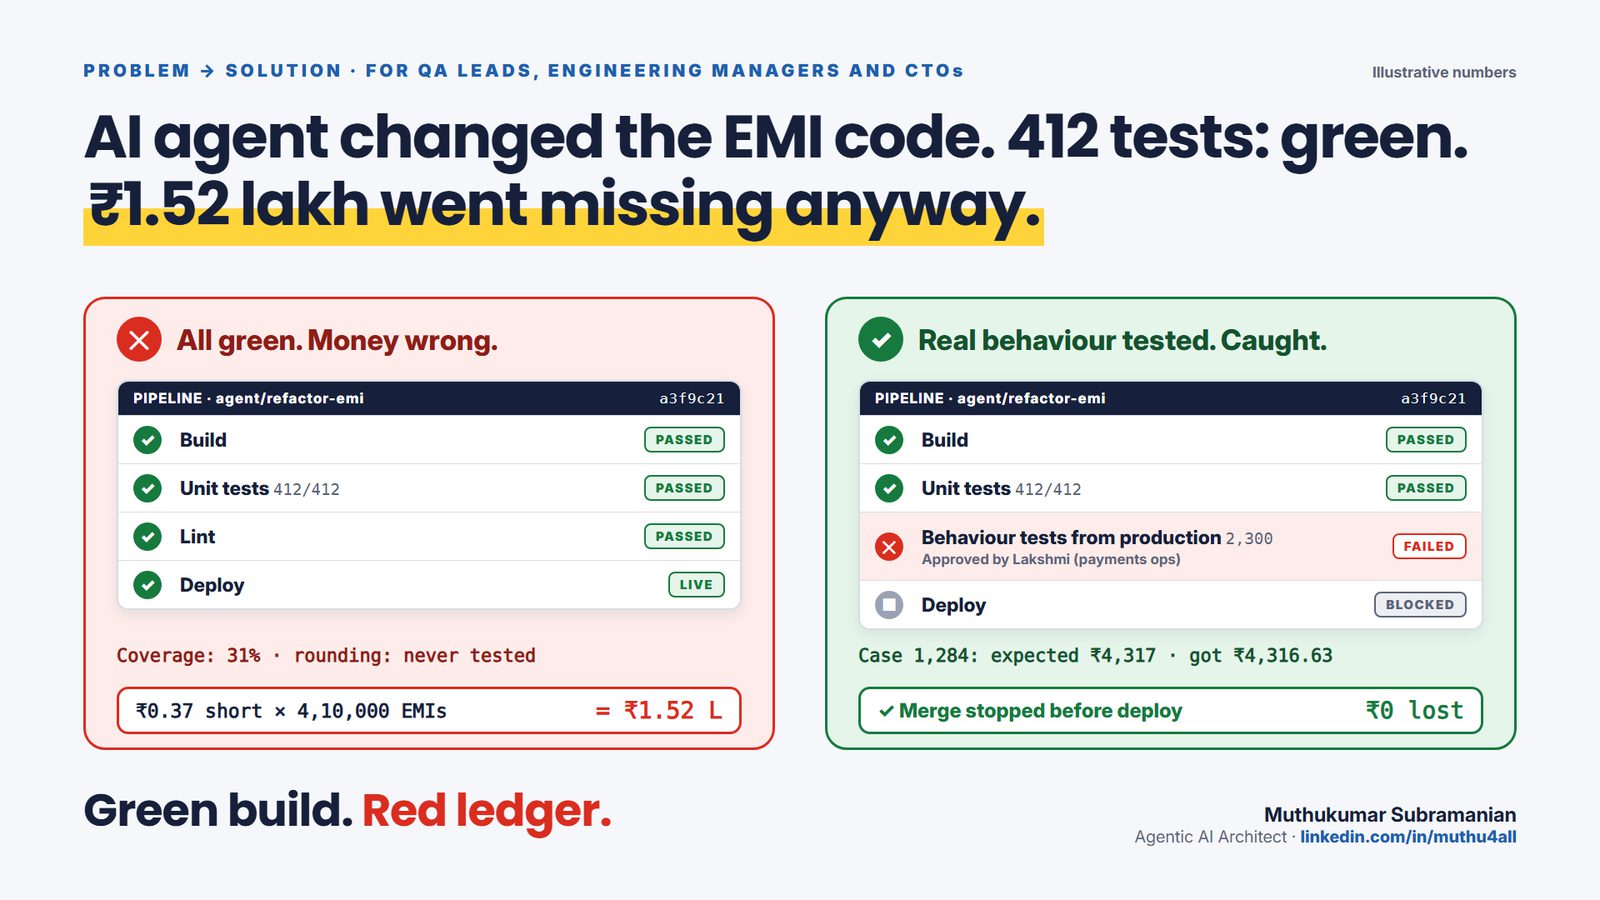 PROBLEM → SOLUTION · FOR QA LEADS, ENGINEERING MANAGERS AND CTOs
Illustrative numbers
AI agent changed the EMI code. 412 tests: green.
₹1.52 lakh went missing anyway.
All green. Money wrong.
PIPELINE · agent/refactor-emi a3f9c21
Build PASSED
Unit tests 412/412 PASSED
Lint PASSED
Deploy LIVE
Coverage: 31% · rounding: never tested
₹0.37 short × 4,10,000 EMIs = ₹1.52 L
Real behaviour tested. Caught.
PIPELINE · agent/refactor-emi a3f9c21
Build PASSED
Unit tests 412/412 PASSED
Behaviour tests from production 2,300 FAILED
Approved by Lakshmi (payments ops)
Deploy BLOCKED
Case 1,284: expected ₹4,317 · got ₹4,316.63
✓ Merge stopped before deploy ₹0 lost
Green build. Red ledger.
Muthukumar Subramanian
Agentic AI Architect · linkedin.com/in/muthu4all